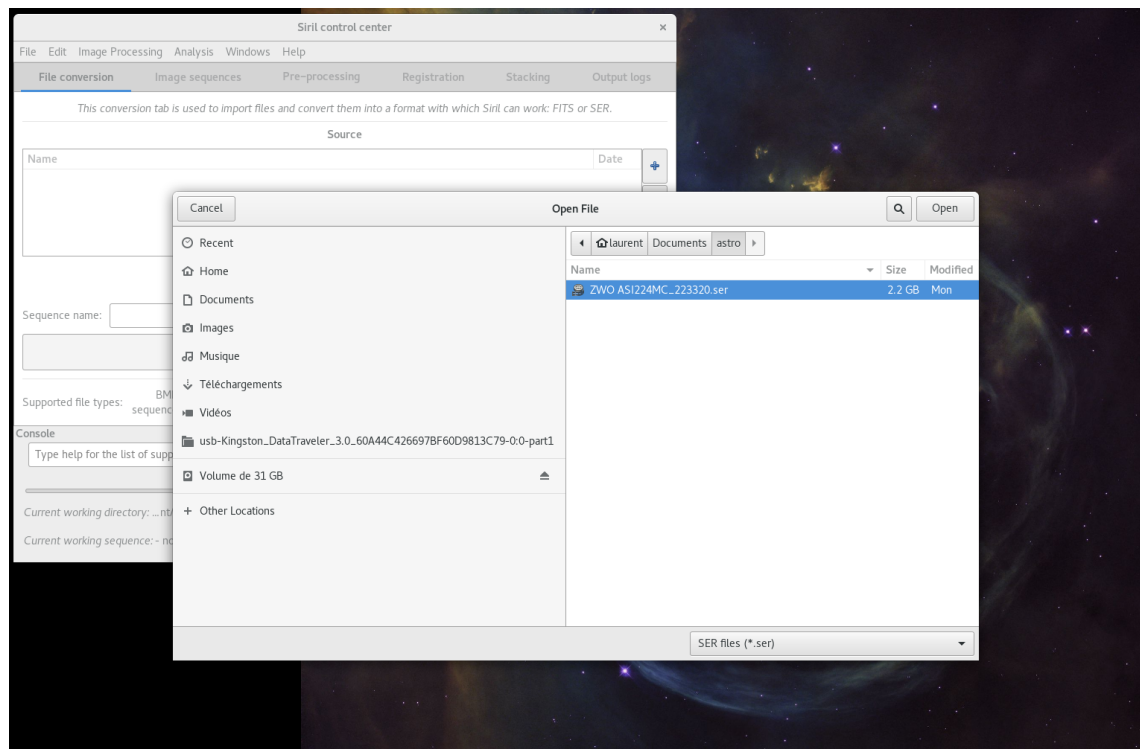 Siril control center
File Edit Image Processing Analysis Windows Help
File conversion Image sequences Pre-processing Registration Stacking Output logs
This conversion tab is used to import files and convert them into a format with which Siril can work: FITS or SER.
Source
Name Date
Cancel Open File Open
Recent
Home
Documents
Images
Musique
Téléchargements
Vidéos
usb-Kingston_DataTraveler_3.0_60A44C426697BF60D9813C79-0:0-part1
Volume de 31 GB
Other Locations
laurent Documents astro
Name Size Modified
ZWO ASI224MC_223320.ser 2.2 GB Mon
SER files (*.ser)
Sequence name:
Supported file types: BM
sequenc
Console
Type help for the list of supp
Current working directory: ...nt/
Current working sequence: - no